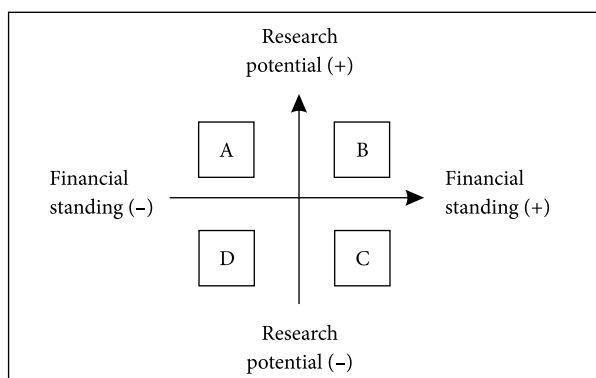 Research
potential (+)
A
B
Financial
standing (–)
Financial
standing (+)
D
C
Research
potential (–)